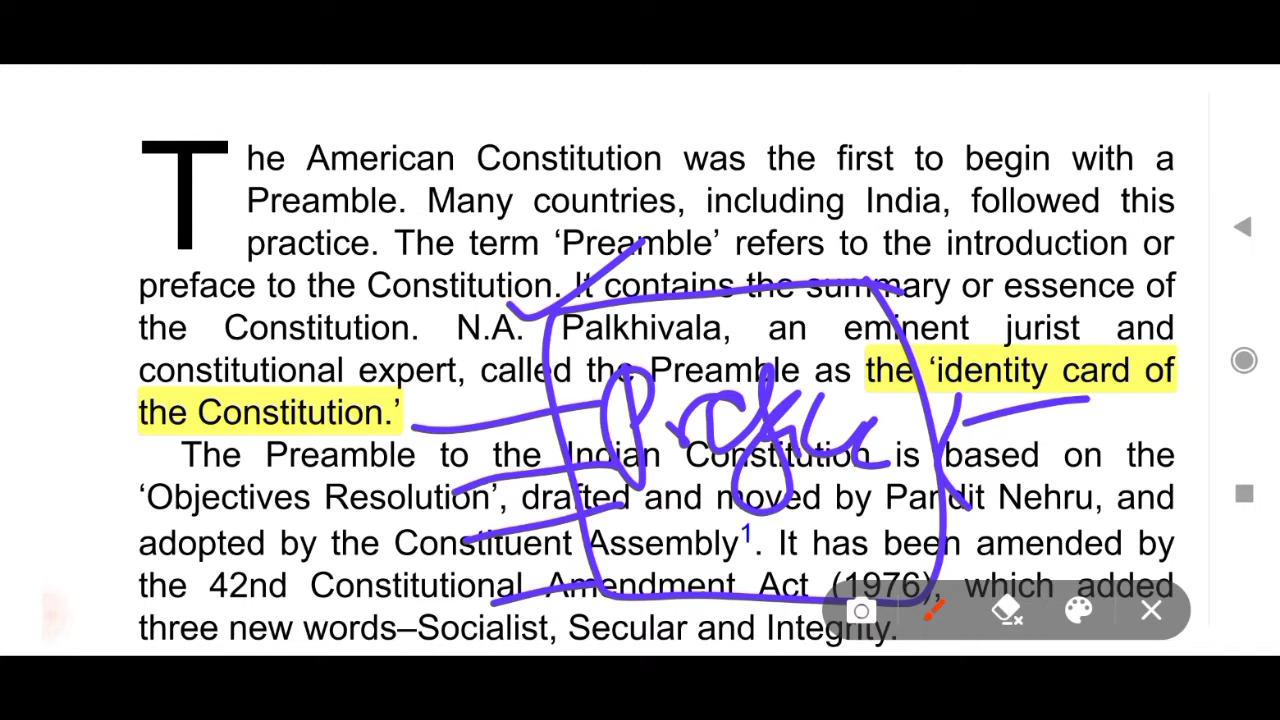 The American Constitution was the first to begin with a
Preamble. Many countries, including India, followed this
practice. The term ‘Preamble’ refers to the introduction or
preface to the Constitution. It contains the summary or essence of
the Constitution. N.A. Palkhivala, an eminent jurist and
constitutional expert, called the Preamble as the ‘identity card of
the Constitution.’
The Preamble to the Indian Constitution is based on the
‘Objectives Resolution’, drafted and moved by Pandit Nehru, and
adopted by the Constituent Assembly1. It has been amended by
the 42nd Constitutional Amendment Act (1976), which added
three new words–Socialist, Secular and Integrity.